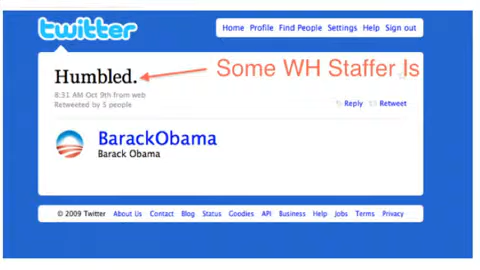 twitter
Home Profile Find People Settings Help Sign out
Humbled.
Some WH Staffer Is
8:31 AM Oct 9th from web
Retweeted by 5 people
Reply Retweet
BarackObama
Barack Obama
© 2009 Twitter About Us Contact Blog Status Goodies API Business Help Jobs Terms Privacy